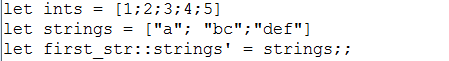 let ints = [1;2;3;4;5]
let strings = ["a"; "bc";"def"]
let first_str::strings' = strings;;